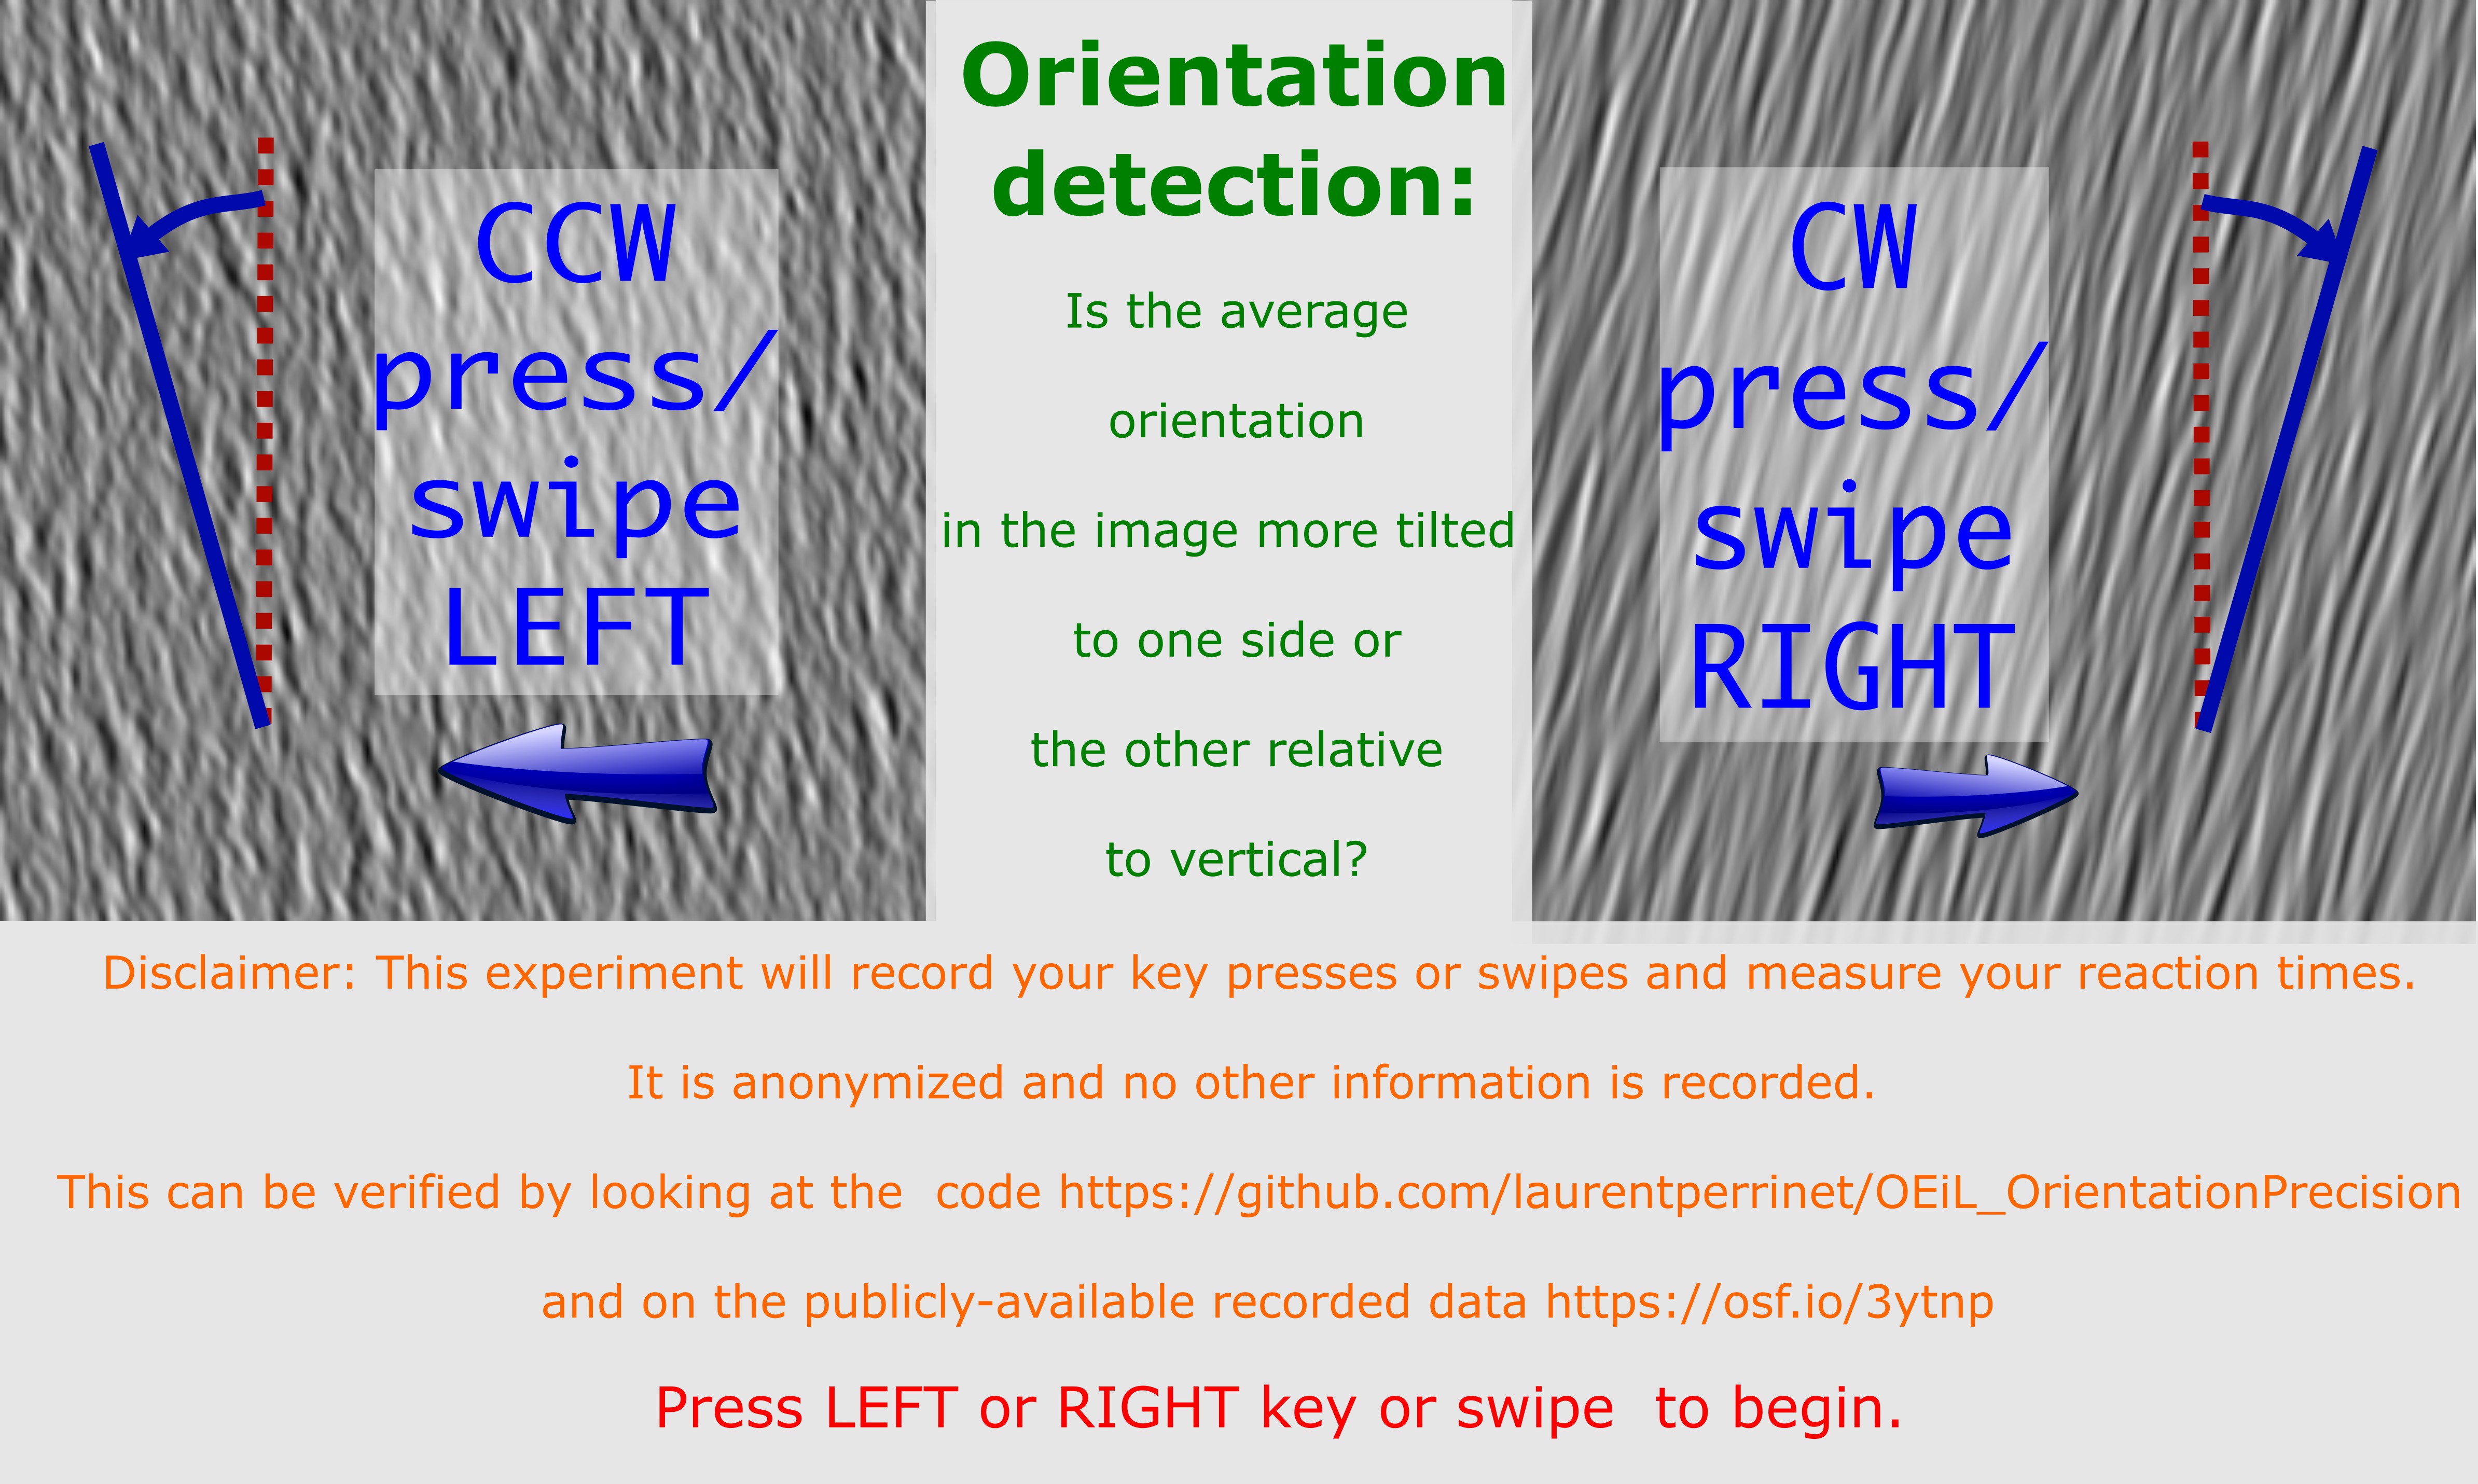 CCW
press/
swipe
LEFT
Orientation
detection:
Is the average
orientation
in the image more tilted
to one side or
the other relative
to vertical?
CW
press/
swipe
RIGHT
Disclaimer: This experiment will record your key presses or swipes and measure your reaction times.
It is anonymized and no other information is recorded.
This can be verified by looking at the  code https://github.com/laurentperrinet/OEiL_OrientationPrecision
and on the publicly-available recorded data https://osf.io/3ytnp
Press LEFT or RIGHT key or swipe  to begin.